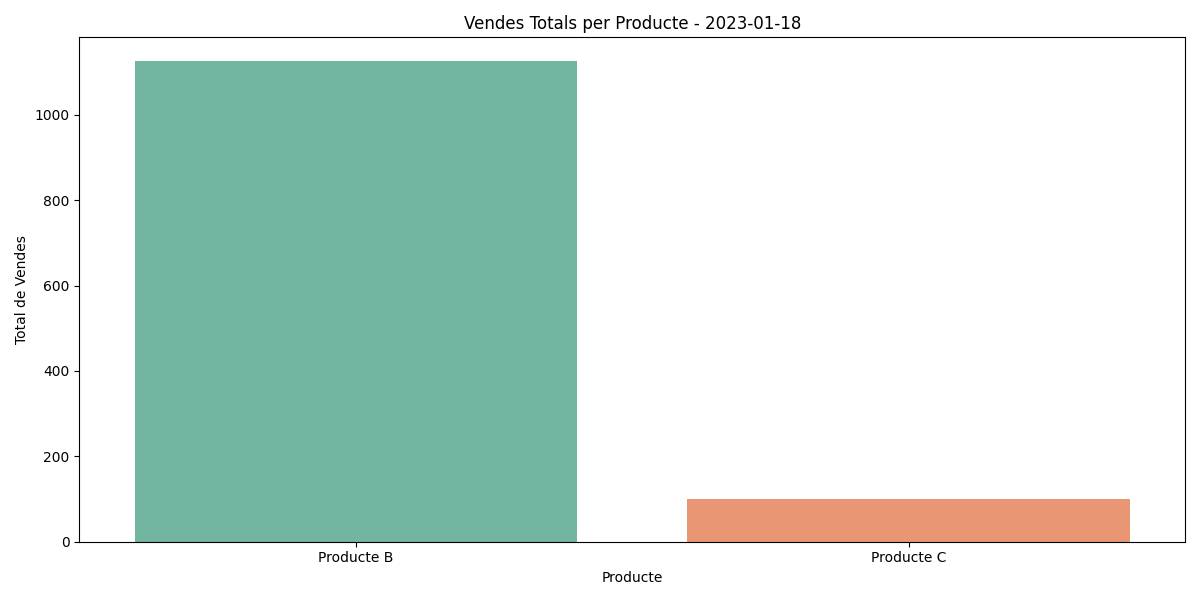 Vendes Totals per Producte - 2023-01-18
Total de Vendes
1000
800
600
400
200
0
Producte B
Producte C
Producte